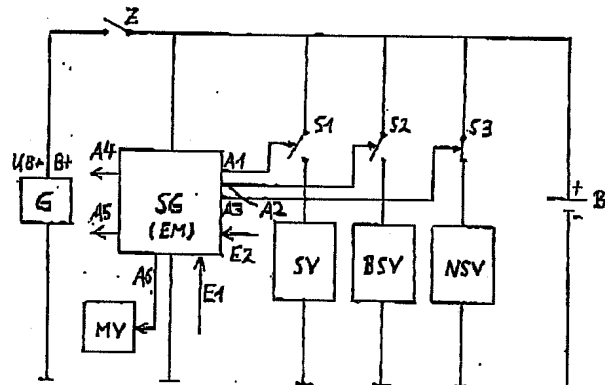 Z
S1
S2
S3
UB+ B+
A4
A1
G
SG
(EM)
A5
A3
A2
E2
+
B
-
SV
BSV
NSV
A6
E1
MV